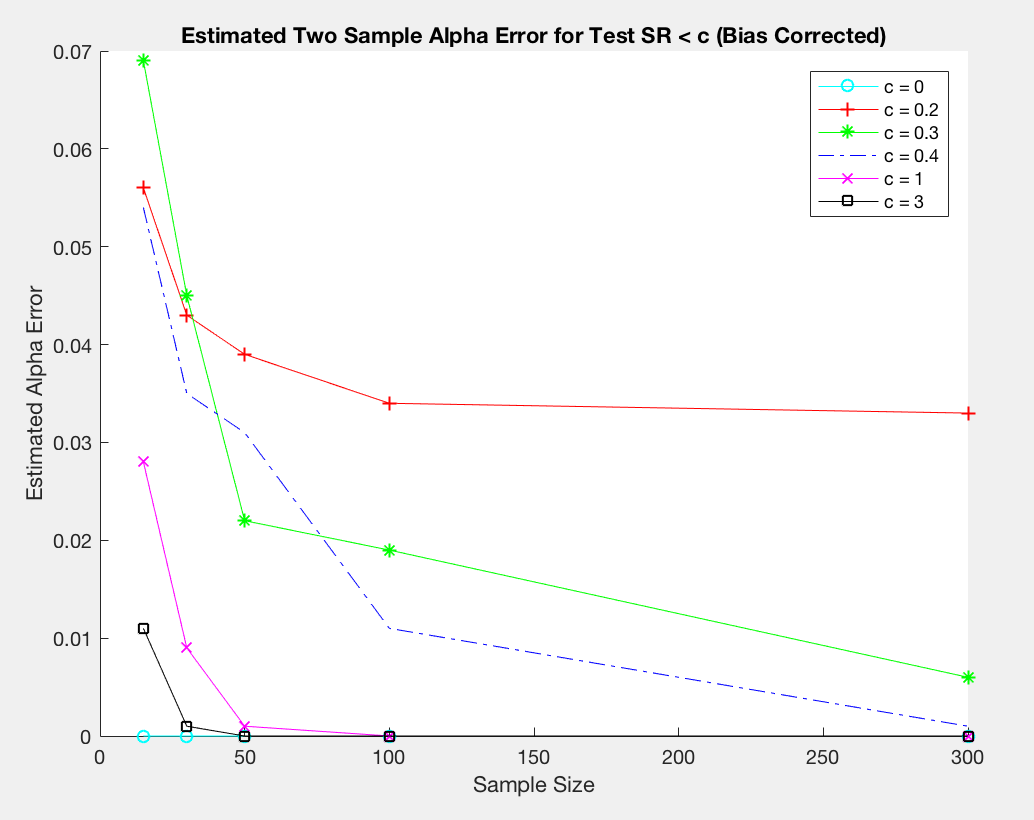 Estimated Two Sample Alpha Error for Test SR < c (Bias Corrected)
0.07
0.06
0.05
0.04
0.03
0.02
0.01
0
Estimated Alpha Error
c = 0
c = 0.2
c = 0.3
c = 0.4
c = 1
c = 3
0 50 100 150 200 250 300
Sample Size